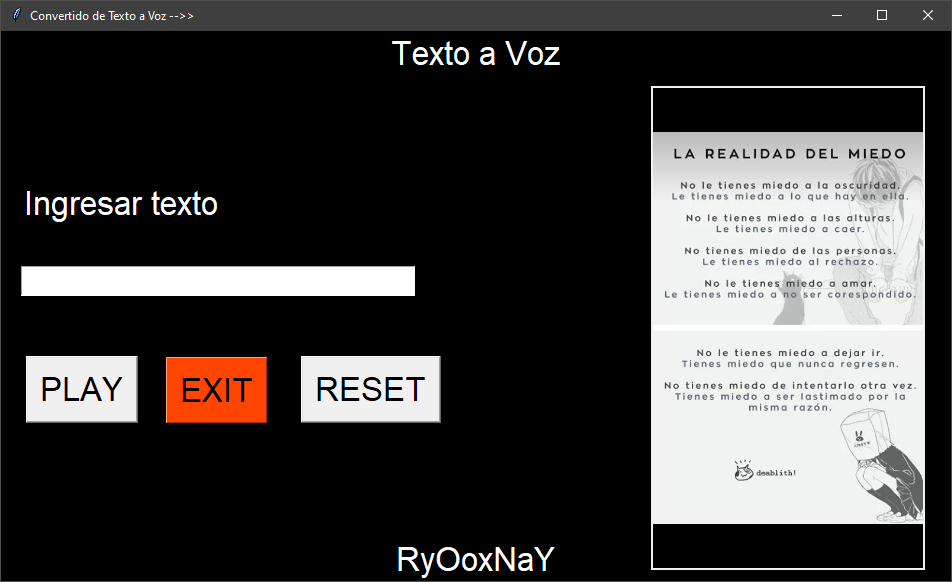 Convertido de Texto a Voz -->>
Texto a Voz
Ingresar texto
PLAY
EXIT
RESET
LA REALIDAD DEL MIEDO
No le tienes miedo a la oscuridad.
Le tienes miedo a lo que hay en ella.
No le tienes miedo a las alturas.
Le tienes miedo a caer.
No le tienes miedo de las personas.
Le tienes miedo al rechazo.
No le tienes miedo a amar.
Le tienes miedo a no ser corespondido.
No le tienes miedo a dejar ir.
Tienes miedo que nunca regresen.
No tienes miedo de intentarlo otra vez.
Tienes miedo a ser lastimado por la
misma razón.
deablith!
RyOoxNaY